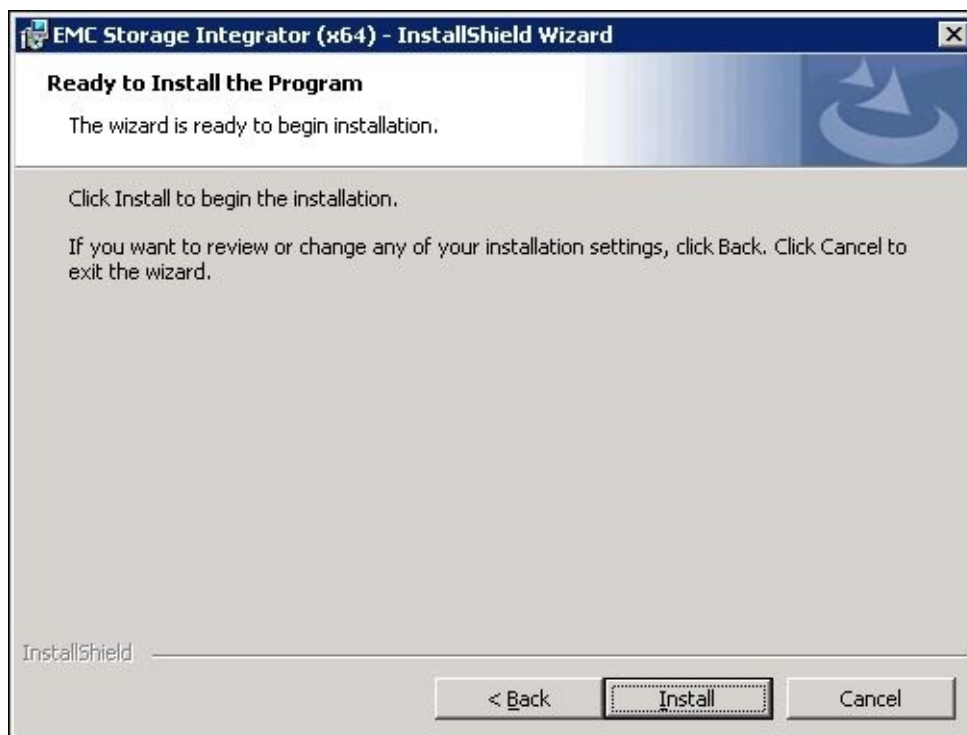 EMC Storage Integrator (x64) - InstallShield Wizard
Ready to Install the Program
The wizard is ready to begin installation.
Click Install to begin the installation.
If you want to review or change any of your installation settings, click Back. Click Cancel to
exit the wizard.
InstallShield
< Back Install Cancel